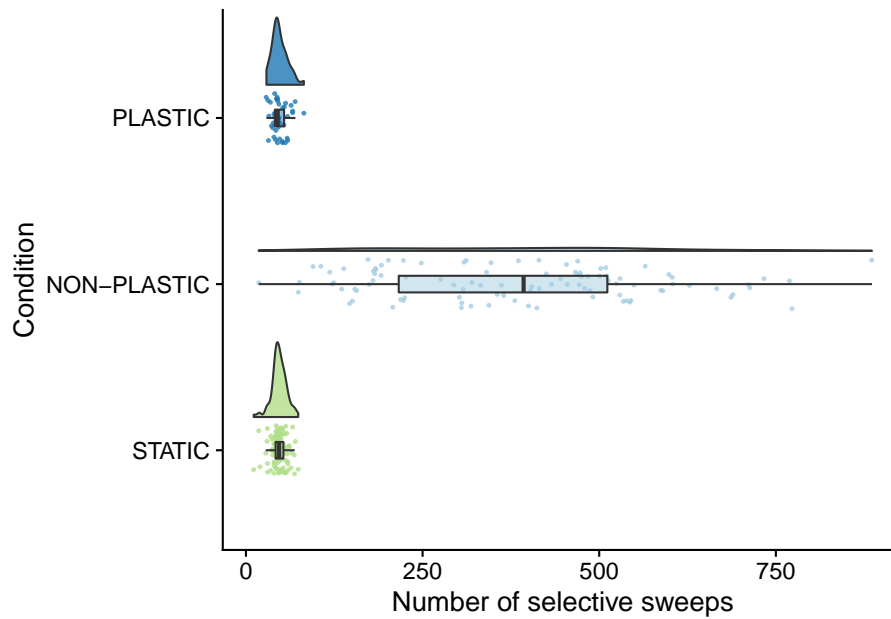 PLASTIC
NON−PLASTIC
STATIC
Condition
0 250 500 750
Number of selective sweeps